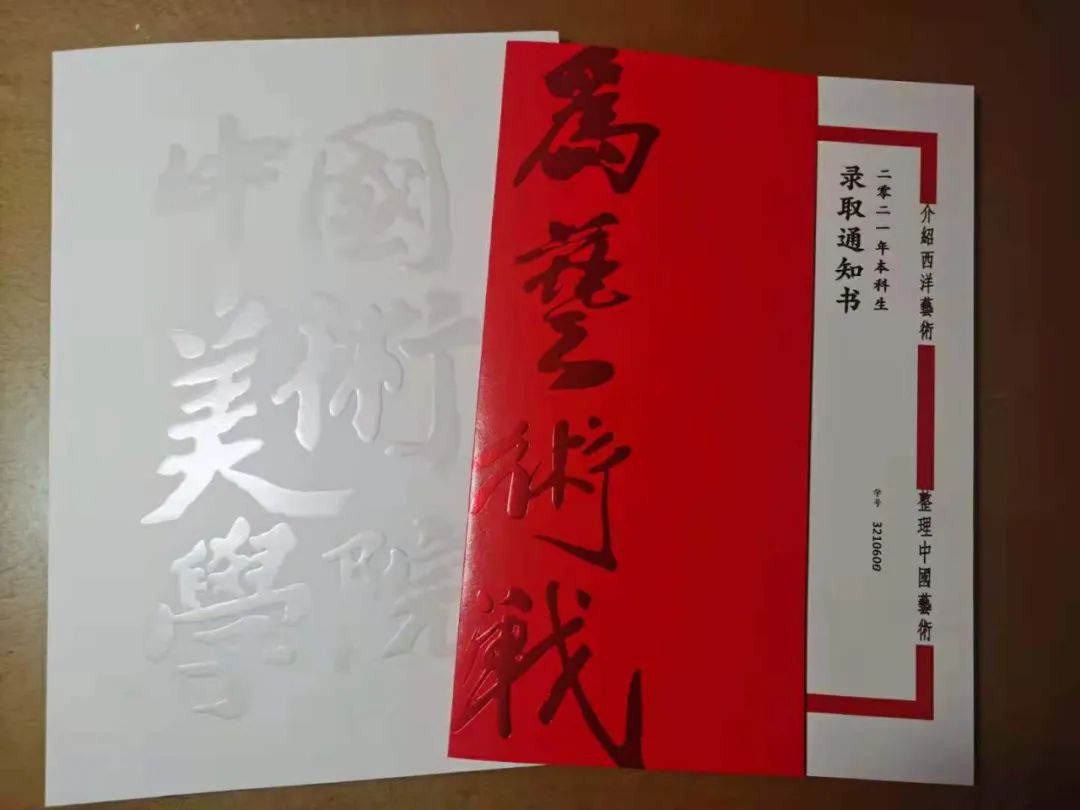 中國
美術
學院
為藝術戰
二零二一年本科生
录取通知书
学号 3210600
介紹西洋藝術
整理中國藝術